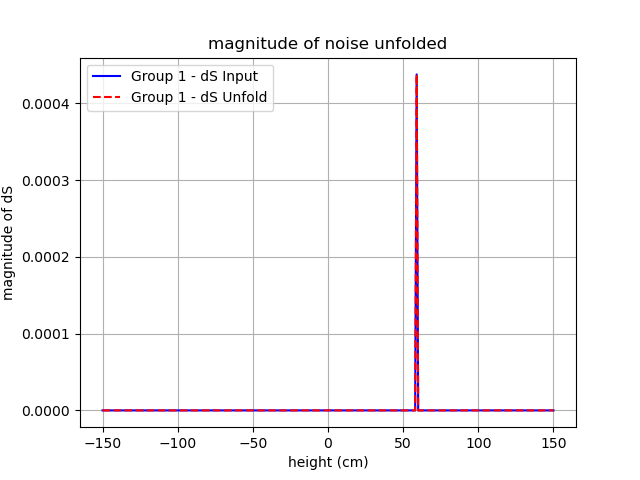 magnitude of noise unfolded
Group 1 - dS Input
Group 1 - dS Unfold
magnitude of dS
0.0004
0.0003
0.0002
0.0001
0.0000
−150
−100
−50
0
50
100
150
height (cm)